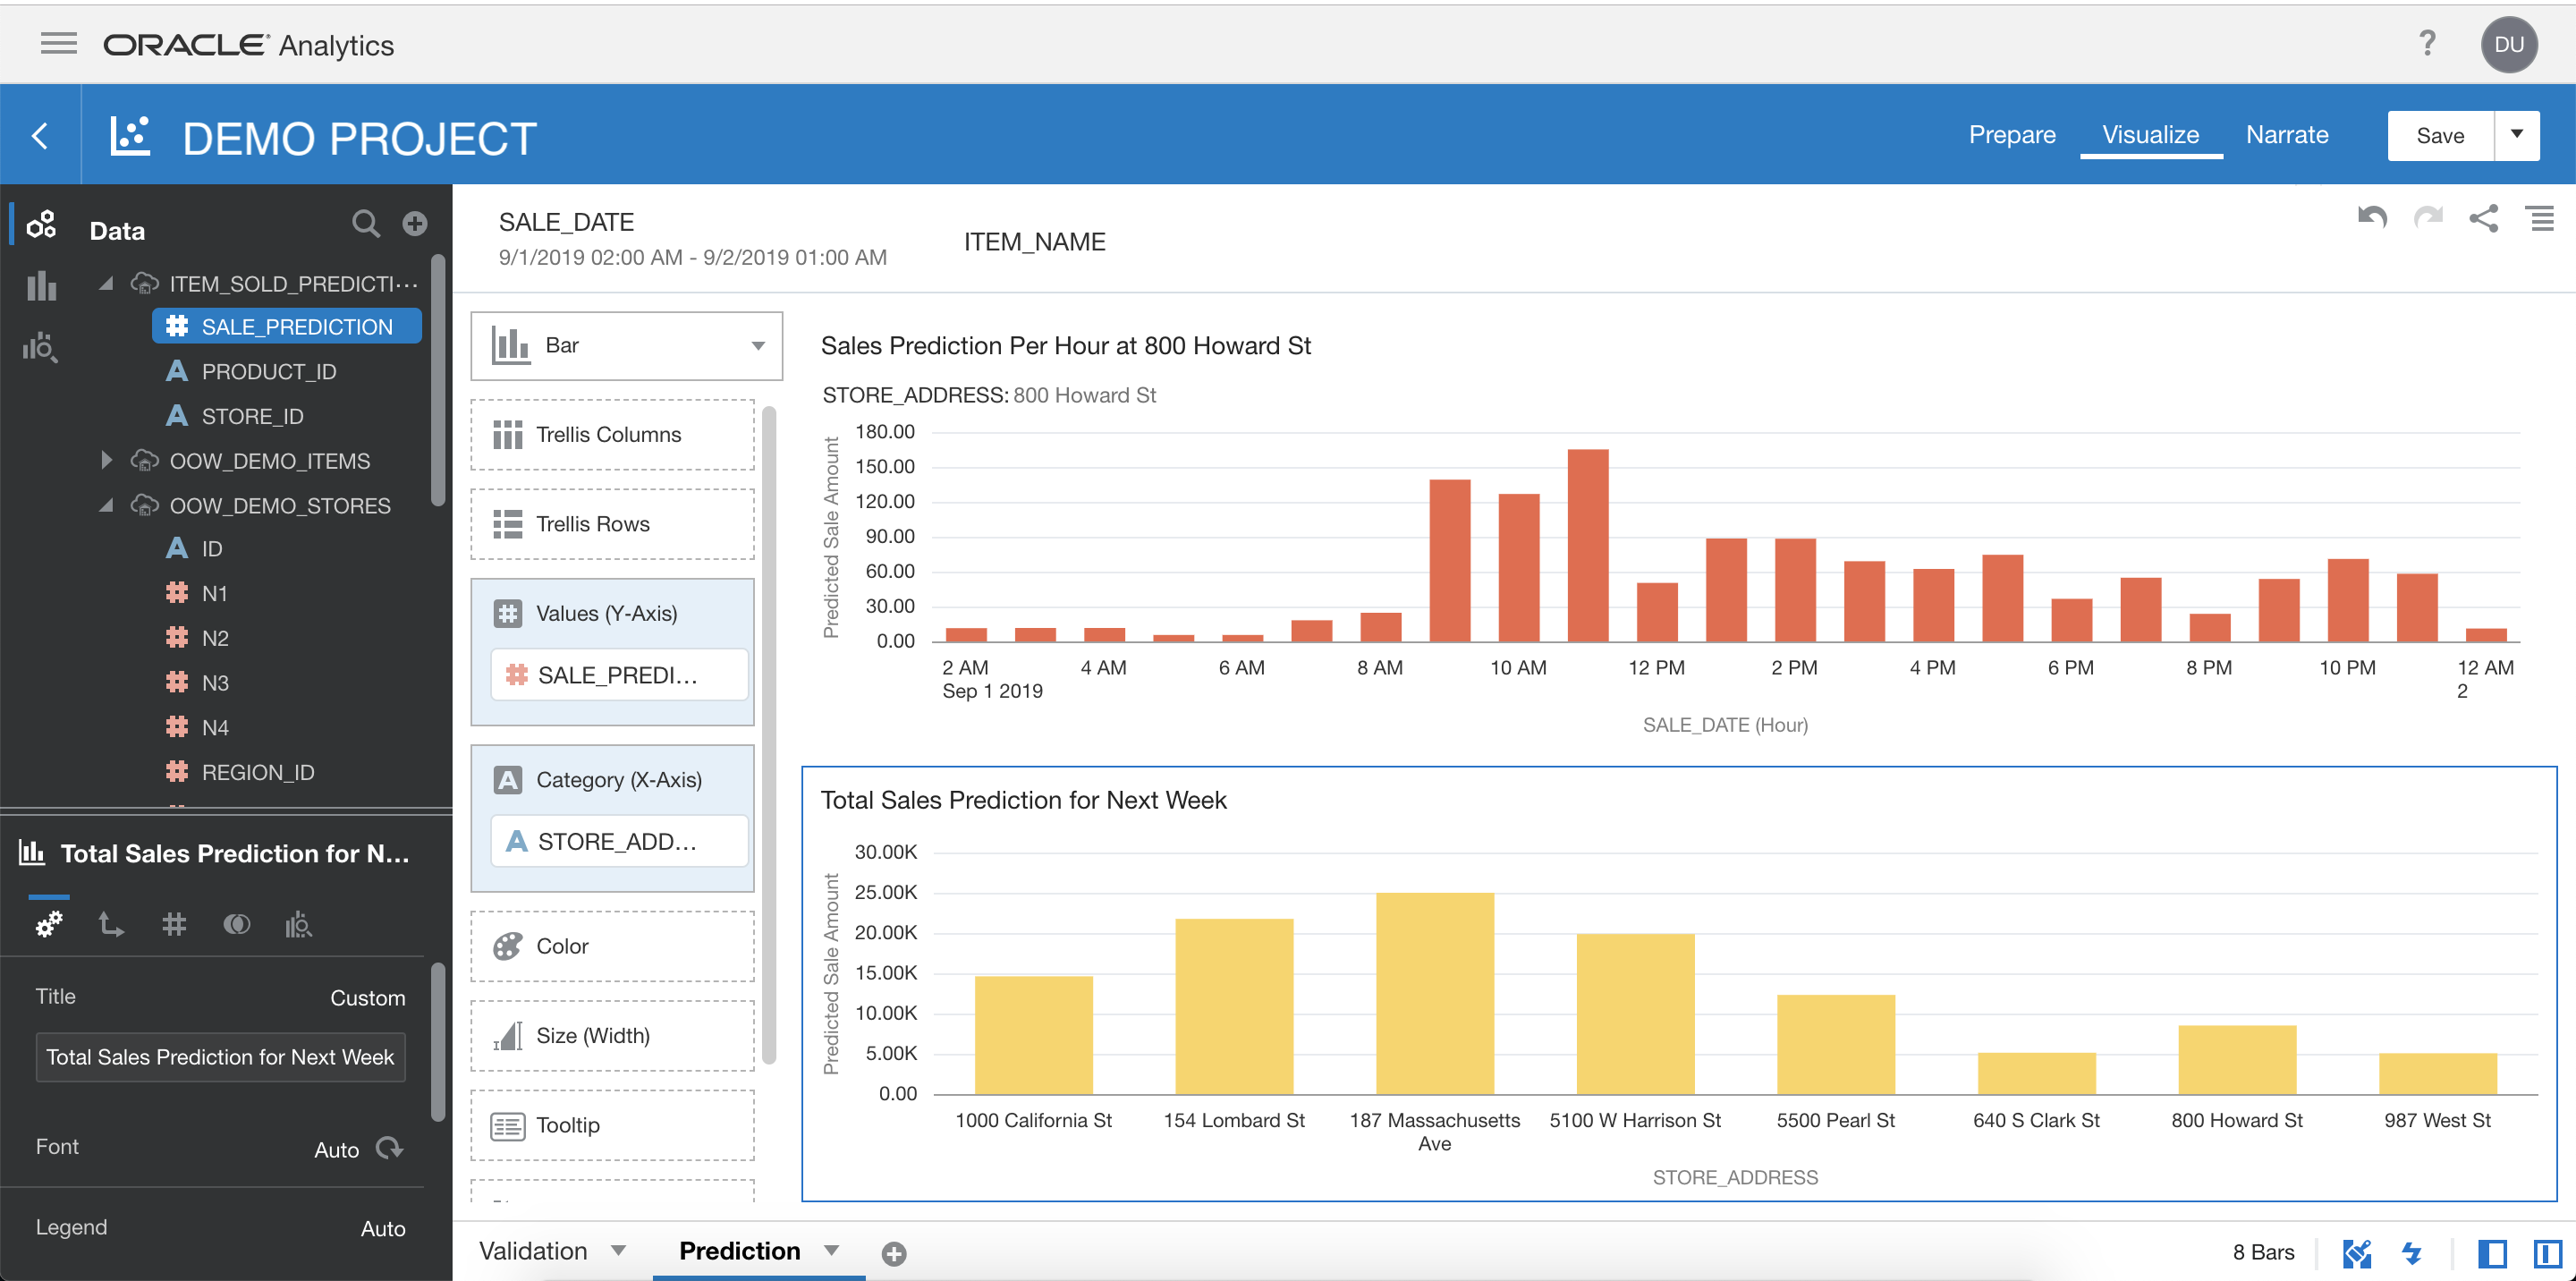 ORACLE Analytics
?
DU
DEMO PROJECT
Prepare
Visualize
Narrate
Save
Data
ITEM_SOLD_PREDICTI...
SALE_PREDICTION
PRODUCT_ID
STORE_ID
OOW_DEMO_ITEMS
OOW_DEMO_STORES
ID
N1
N2
N3
N4
REGION_ID
Total Sales Prediction for N...
Title
Custom
Total Sales Prediction for Next Week
Font
Auto
Legend
Auto
SALE_DATE
9/1/2019 02:00 AM - 9/2/2019 01:00 AM
ITEM_NAME
Bar
Trellis Columns
Trellis Rows
Values (Y-Axis)
SALE_PREDI...
Category (X-Axis)
STORE_ADD...
Color
Size (Width)
Tooltip
Sales Prediction Per Hour at 800 Howard St
STORE_ADDRESS: 800 Howard St
Predicted Sale Amount
180.00
150.00
120.00
90.00
60.00
30.00
0.00
2 AM 4 AM 6 AM 8 AM 10 AM 12 PM 2 PM 4 PM 6 PM 8 PM 10 PM 12 AM
Sep 1 2019 2
SALE_DATE (Hour)
Total Sales Prediction for Next Week
Predicted Sale Amount
30.00K
25.00K
20.00K
15.00K
10.00K
5.00K
0.00
1000 California St 154 Lombard St 187 Massachusetts 5100 W Harrison St 5500 Pearl St 640 S Clark St 800 Howard St 987 West St
Ave
STORE_ADDRESS
Validation
Prediction
8 Bars